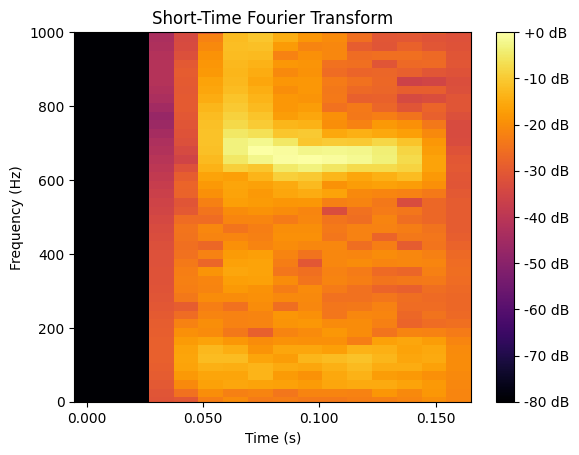 Short-Time Fourier Transform
1000
800
600
400
200
0
Frequency (Hz)
0.000
0.050
0.100
0.150
Time (s)
+0 dB
-10 dB
-20 dB
-30 dB
-40 dB
-50 dB
-60 dB
-70 dB
-80 dB